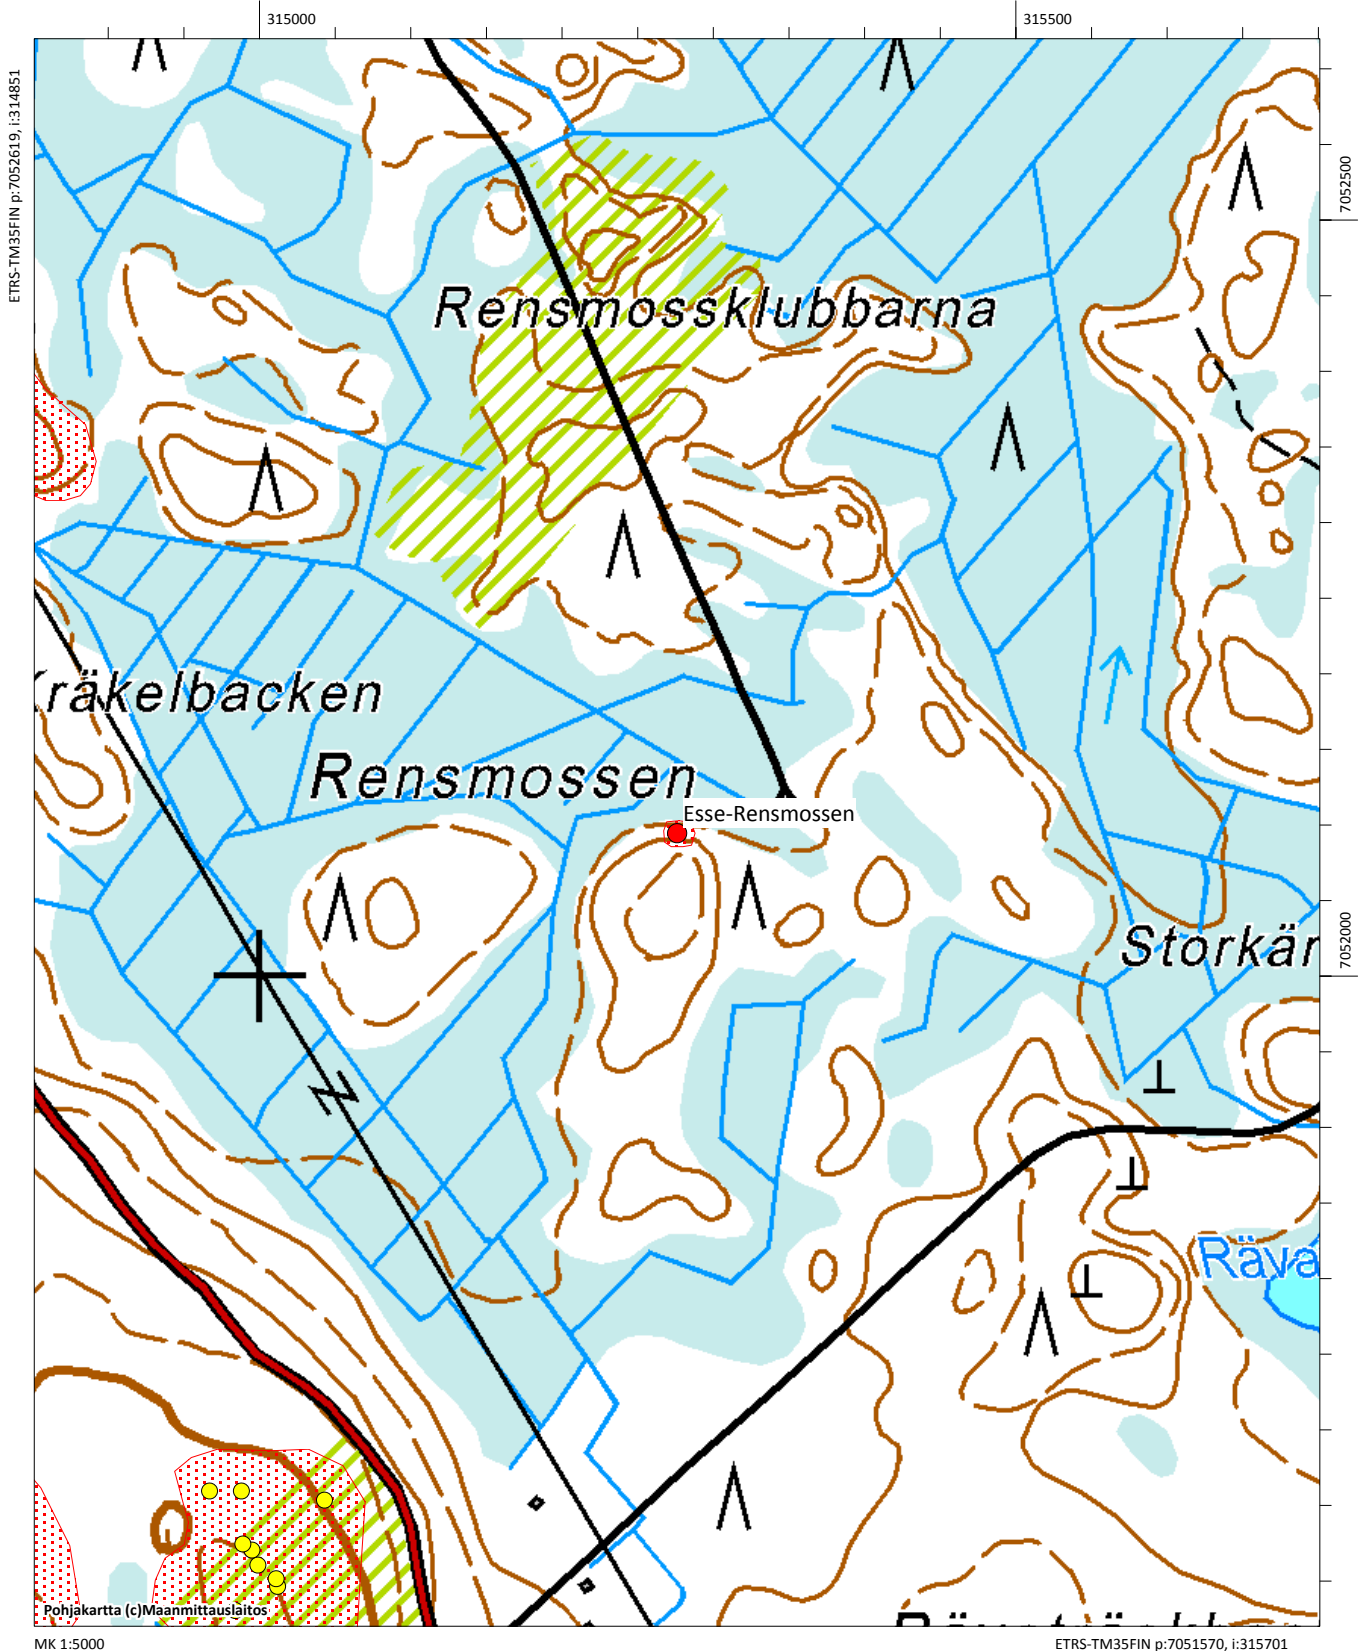 315000
315500
ETRS-TM35FIN p:7052619, i:314851
7052500
Rensmossklubbarna
Kräkelbacken
Rensmossen
Esse-Rensmossen
Storkär
7052000
Räva
Pohjakartta (c)Maanmittauslaitos
MK 1:5000
ETRS-TM35FIN p:7051570, i:315701